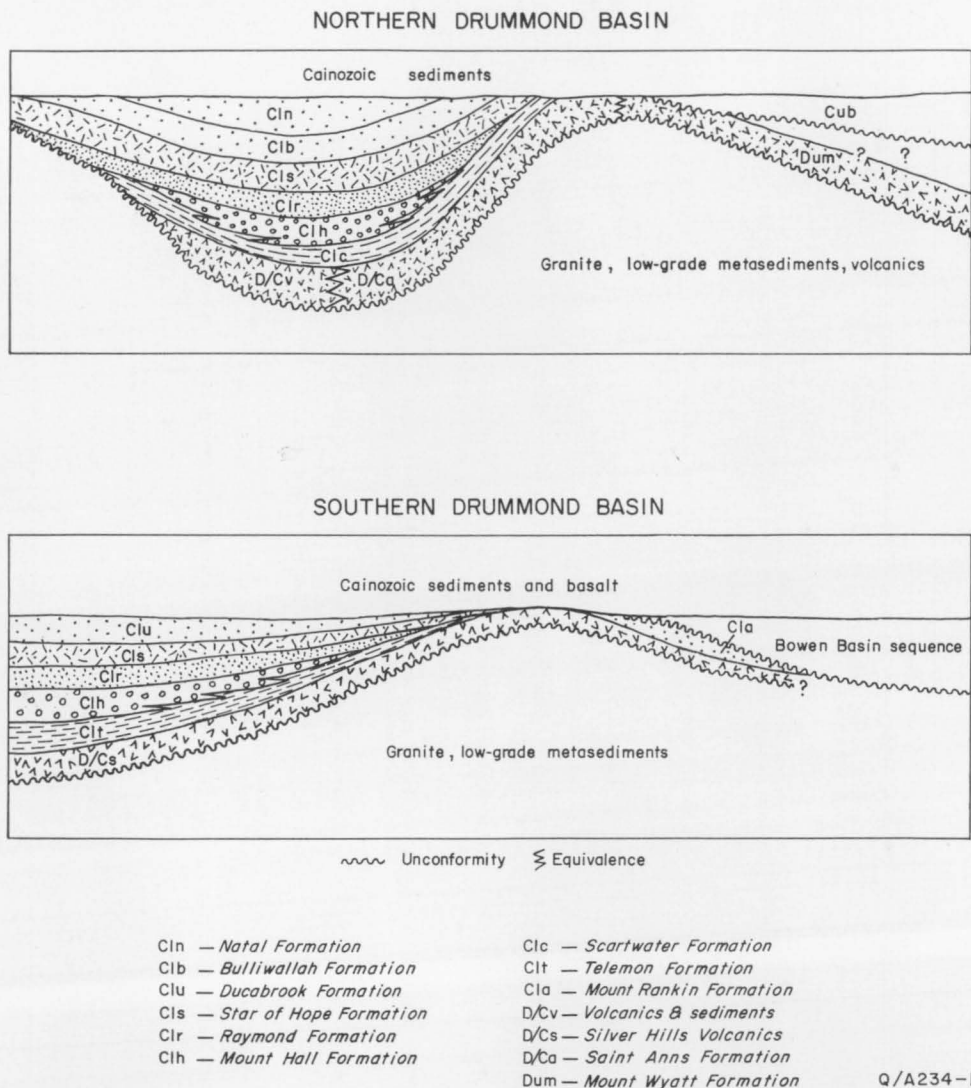 NORTHERN DRUMMOND BASIN
Cainozoic sediments
Cln
Clb
Cls
Clr
Clh
Clc
D/Cv
D/Ca
Cub
Dum
?
?
Granite, low-grade metasediments, volcanics
SOUTHERN DRUMMOND BASIN
Cainozoic sediments and basalt
Clu
Cls
Clr
Clh
Clt
D/Cs
Cla
Bowen Basin sequence
?
Granite, low-grade metasediments
Unconformity
Equivalence
Cln — Natal Formation
Clb — Bulliwallah Formation
Clu — Ducabrook Formation
Cls — Star of Hope Formation
Clr — Raymond Formation
Clh — Mount Hall Formation
Clc — Scartwater Formation
Clt — Telemon Formation
Cla — Mount Rankin Formation
D/Cv — Volcanics & sediments
D/Cs — Silver Hills Volcanics
D/Ca — Saint Anns Formation
Dum — Mount Wyatt Formation
Q/A234-